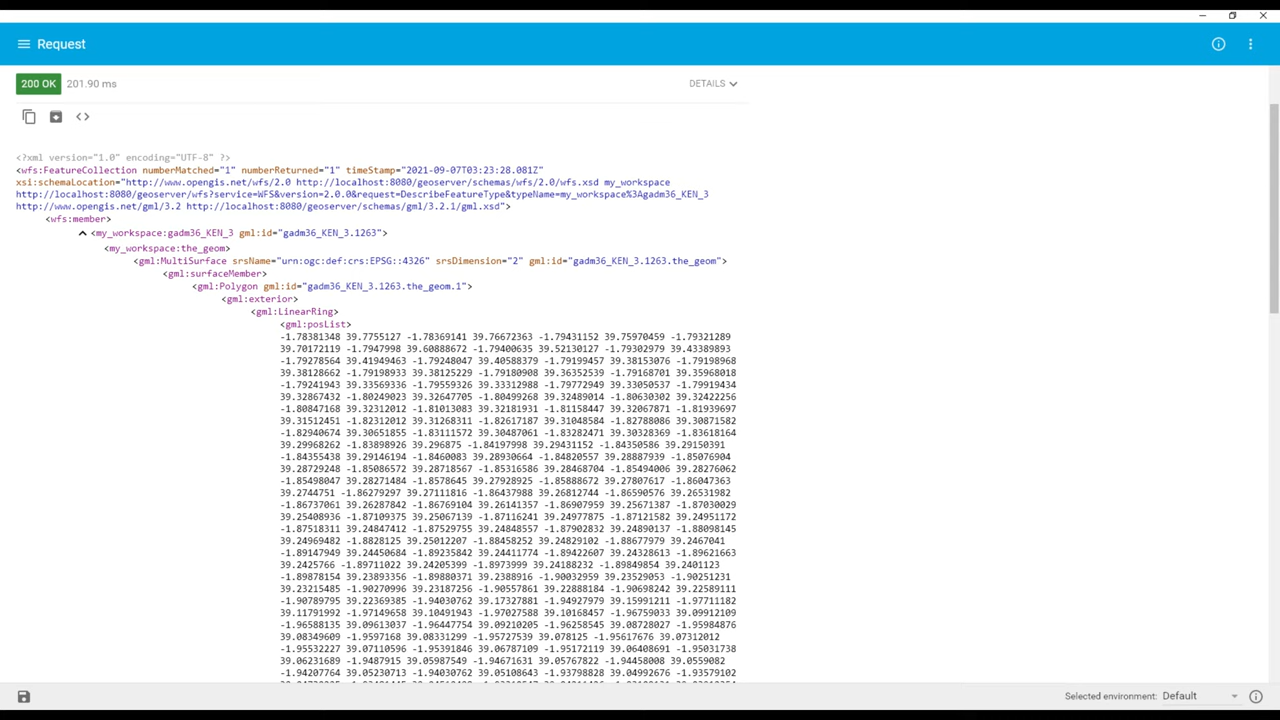 Request
200 OK 201.90 ms DETAILS
<?xml version="1.0" encoding="UTF-8" ?>
<wfs:FeatureCollection numberMatched="1" numberReturned="1" timeStamp="2021-09-07T03:23:28.081Z"
xsi:schemaLocation="http://www.opengis.net/wfs/2.0 http://localhost:8080/geoserver/schemas/wfs/2.0/wfs.xsd my_workspace
http://localhost:8080/geoserver/wfs?service=WFS&version=2.0.0&request=DescribeFeatureType&typeName=my_workspace%3Agadm36_KEN_3
http://www.opengis.net/gml/3.2 http://localhost:8080/geoserver/schemas/gml/3.2.1/gml.xsd">
<wfs:member>
<my_workspace:gadm36_KEN_3 gml:id="gadm36_KEN_3.1263">
<my_workspace:the_geom>
<gml:MultiSurface srsName="urn:ogc:def:crs:EPSG::4326" srsDimension="2" gml:id="gadm36_KEN_3.1263.the_geom">
<gml:surfaceMember>
<gml:Polygon gml:id="gadm36_KEN_3.1263.the_geom.1">
<gml:exterior>
<gml:LinearRing>
<gml:posList>
-1.78381348 39.7755127 -1.78369141 39.76672363 -1.79431152 39.75970459 -1.79321289
39.70172119 -1.7947998 39.60888672 -1.79400635 39.52130127 -1.79302979 39.43389893
-1.79278564 39.41949463 -1.79248047 39.40588379 -1.79199457 39.38153076 -1.79198968
39.38128662 -1.79198933 39.38125229 -1.79180908 39.36352539 -1.79168701 39.35968018
-1.79241943 39.33569336 -1.79559326 39.33312988 -1.79772949 39.33050537 -1.79919434
39.32867432 -1.80249023 39.32647705 -1.80499268 39.32489014 -1.80630302 39.32422256
-1.80847168 39.32312012 -1.81013083 39.32181931 -1.81158447 39.32067871 -1.81939697
39.31512451 -1.82312012 39.31268311 -1.82617187 39.31048584 -1.82788086 39.30871582
-1.82940674 39.30651855 -1.83111572 39.30487061 -1.83282471 39.30328369 -1.83618164
39.29968262 -1.83898926 39.296875 -1.84197998 39.29431152 -1.84350586 39.29150391
-1.84355438 39.29146194 -1.8460083 39.28930664 -1.84820557 39.28887939 -1.85076904
39.28729248 -1.85086572 39.28718567 -1.85316586 39.28468704 -1.85494006 39.28276062
-1.85498047 39.28271484 -1.8578645 39.27928925 -1.85888672 39.27807617 -1.86047363
39.2744751 -1.86279297 39.27111816 -1.86437988 39.26812744 -1.86590576 39.26531982
-1.86737061 39.26287842 -1.86769104 39.26141357 -1.86907959 39.25671387 -1.87030029
39.25408936 -1.87109375 39.25067139 -1.87116241 39.24977875 -1.87121582 39.24951172
-1.87518311 39.24847412 -1.87529755 39.24848557 -1.87902832 39.24890137 -1.88098145
39.24969482 -1.8828125 39.25012207 -1.88458252 39.24829102 -1.88677979 39.2467041
-1.89147949 39.24450684 -1.89235842 39.24411774 -1.89422607 39.24328613 -1.89621663
39.2425766 -1.89711022 39.24205399 -1.8973999 39.24188232 -1.89849854 39.2401123
-1.89878154 39.23893356 -1.89880371 39.2388916 -1.90032959 39.23529053 -1.90251231
39.23215485 -1.90270996 39.23187256 -1.90557861 39.22888184 -1.90698242 39.22589111
-1.90789795 39.22369385 -1.94030762 39.17327881 -1.94927979 39.15991211 -1.97711182
39.11791992 -1.97149658 39.10491943 -1.97027588 39.10168457 -1.96759033 39.09912109
-1.96588135 39.09613037 -1.96447754 39.09210205 -1.96258545 39.08728027 -1.95984876
39.08349609 -1.9597168 39.08331299 -1.95727539 39.078125 -1.95617676 39.07312012
-1.95532227 39.07110596 -1.95391846 39.06787109 -1.95172119 39.06408691 -1.95031738
39.06231689 -1.9487915 39.05987549 -1.94671631 39.05767822 -1.94458008 39.0559082
-1.94207764 39.05230713 -1.94030762 39.05108643 -1.93798828 39.04992676 -1.93579102
Selected environment: Default